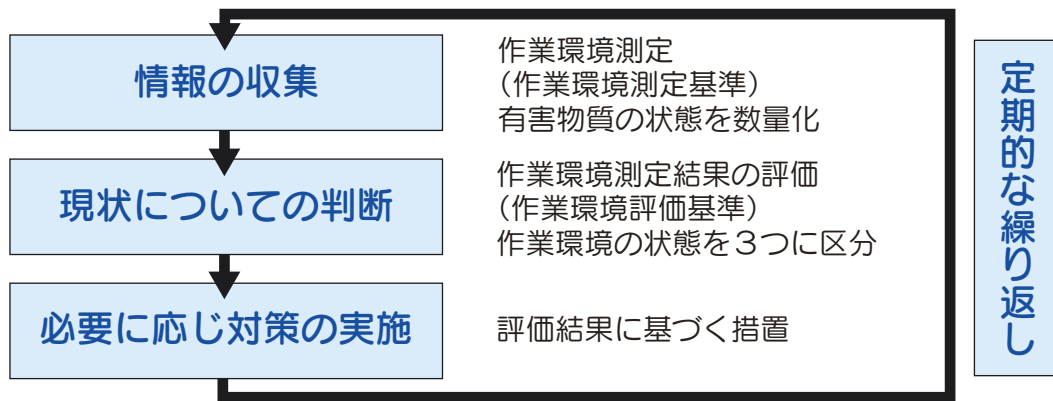 情報の収集
作業環境測定
(作業環境測定基準)
有害物質の状態を数量化
現状についての判断
作業環境測定結果の評価
(作業環境評価基準)
作業環境の状態を３つに区分
必要に応じ対策の実施
評価結果に基づく措置
定期的な繰り返し